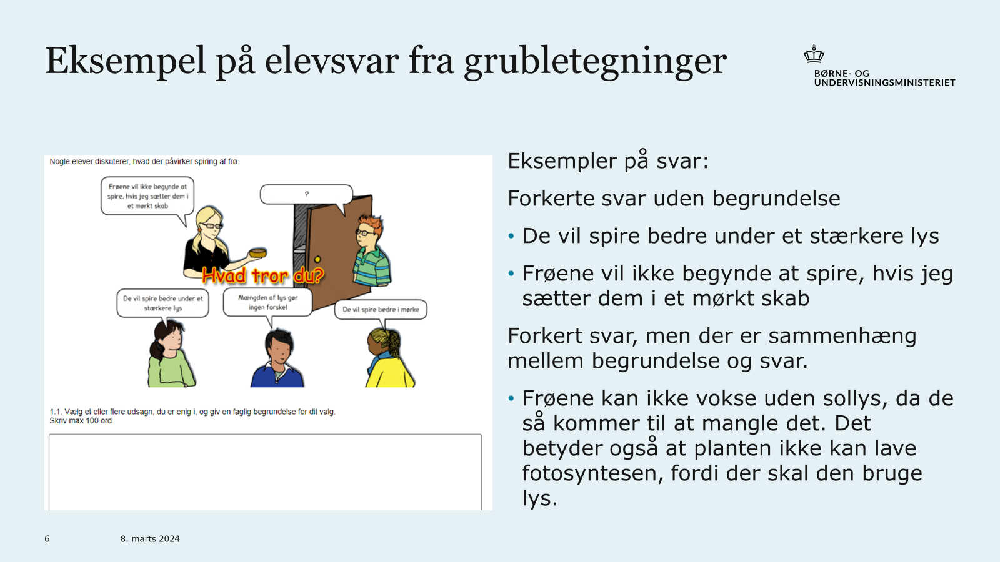 Eksempel på elevsvar fra grubletegninger
BØRNE- OG
UNDERVISNINGSMINISTERIET
Nogle elever diskuterer, hvad der påvirker spiring af frø.
Frøene vil ikke begynde at
spire, hvis jeg sætter dem i
et mørkt skab
?
Hvad tror du?
De vil spire bedre under et
stærkere lys
Mængden af lys gør
ingen forskel
De vil spire bedre i mørke
1.1. Vælg et eller flere udsagn, du er enig i, og giv en faglig begrundelse for dit valg.
Skriv max 100 ord
Eksempler på svar:
Forkerte svar uden begrundelse
• De vil spire bedre under et stærkere lys
• Frøene vil ikke begynde at spire, hvis jeg
sætter dem i et mørkt skab
Forkert svar, men der er sammenhæng
mellem begrundelse og svar.
• Frøene kan ikke vokse uden sollys, da de
så kommer til at mangle det. Det
betyder også at planten ikke kan lave
fotosyntesen, fordi der skal den bruge
lys.
6
8. marts 2024